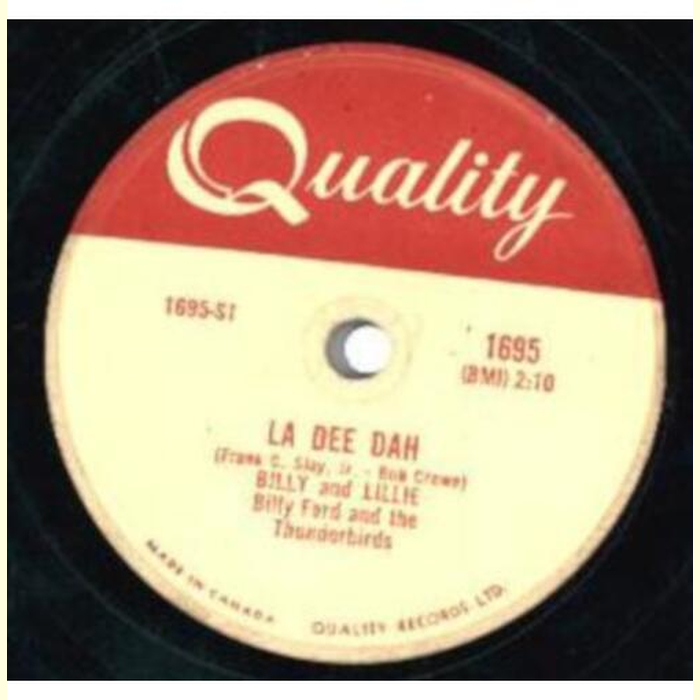 Quality
1695-S1
1695
(BMI) 2:10
LA DEE DAH
(Frank C. Slay, Jr. - Bob Crewe)
BILLY and LILLIE
Billy Ford and the
Thunderbirds
MADE IN CANADA
QUALITY RECORDS LTD.